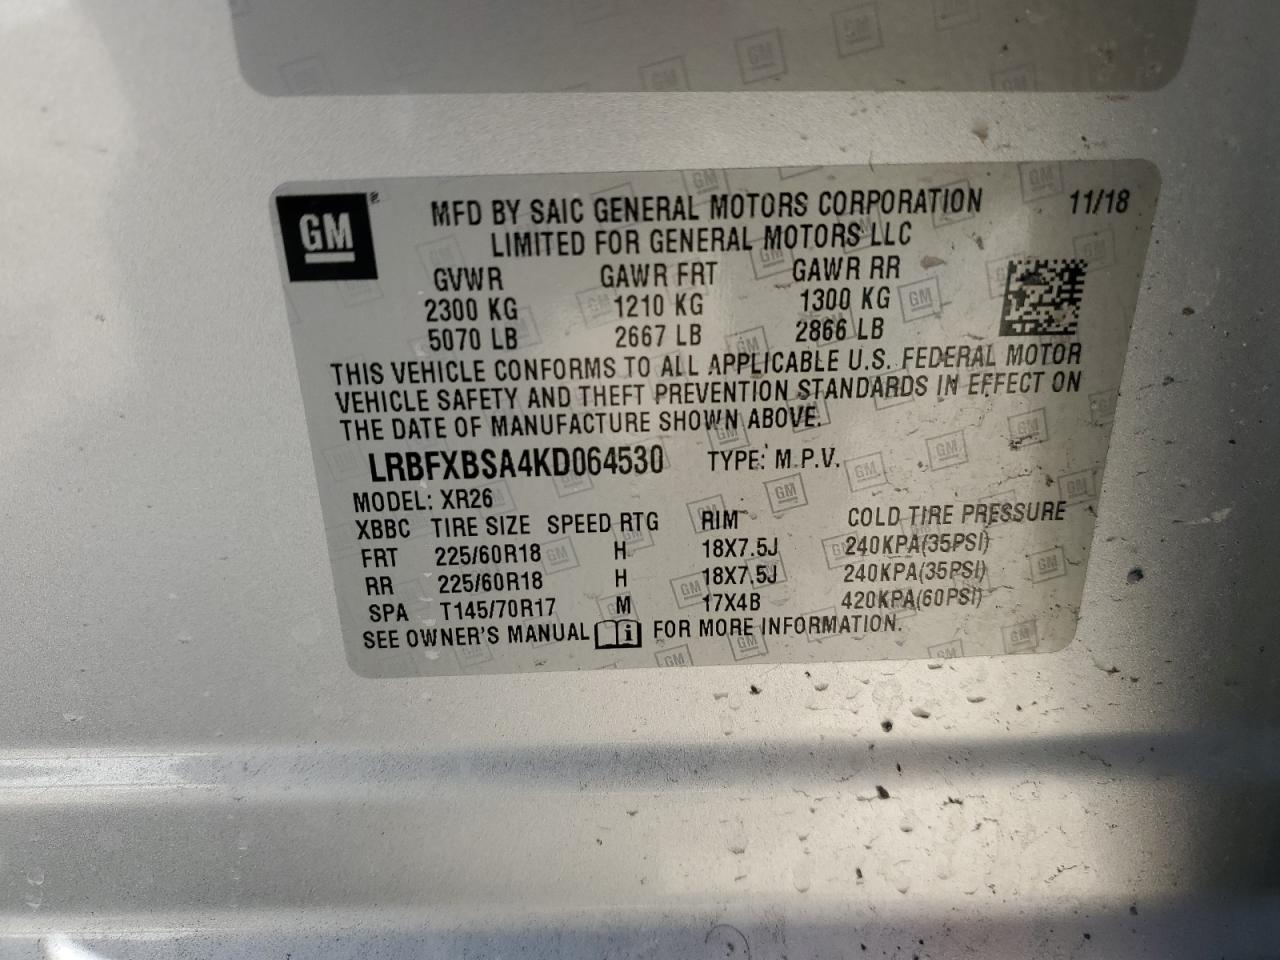 GM MFD BY SAIC GENERAL MOTORS CORPORATION 11/18
LIMITED FOR GENERAL MOTORS LLC
GVWR GAWR FRT GAWR RR
2300 KG 1210 KG 1300 KG
5070 LB 2667 LB 2866 LB
THIS VEHICLE CONFORMS TO ALL APPLICABLE U.S. FEDERAL MOTOR
VEHICLE SAFETY AND THEFT PREVENTION STANDARDS IN EFFECT ON
THE DATE OF MANUFACTURE SHOWN ABOVE.
LRBFXBSA4KD064530 TYPE: M.P.V.
MODEL: XR26
XBBC TIRE SIZE SPEED RTG RIM COLD TIRE PRESSURE
FRT 225/60R18 H 18X7.5J 240KPA(35PSI)
RR 225/60R18 H 18X7.5J 240KPA(35PSI)
SPA T145/70R17 M 17X4B 420KPA(60PSI)
SEE OWNER'S MANUAL i FOR MORE INFORMATION.